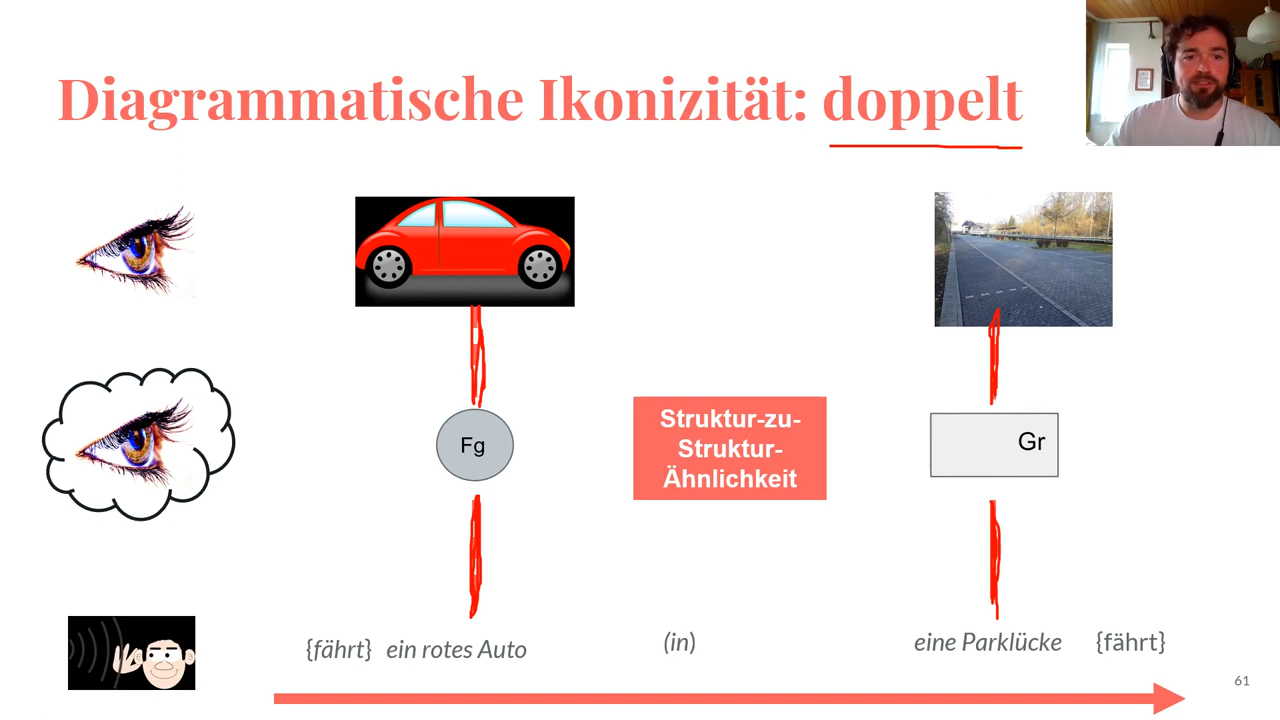 Diagrammatische Ikonizität: doppelt
Fg
Struktur-zu-
Struktur-
Ähnlichkeit
Gr
{fährt} ein rotes Auto (in) eine Parklücke {fährt}
61